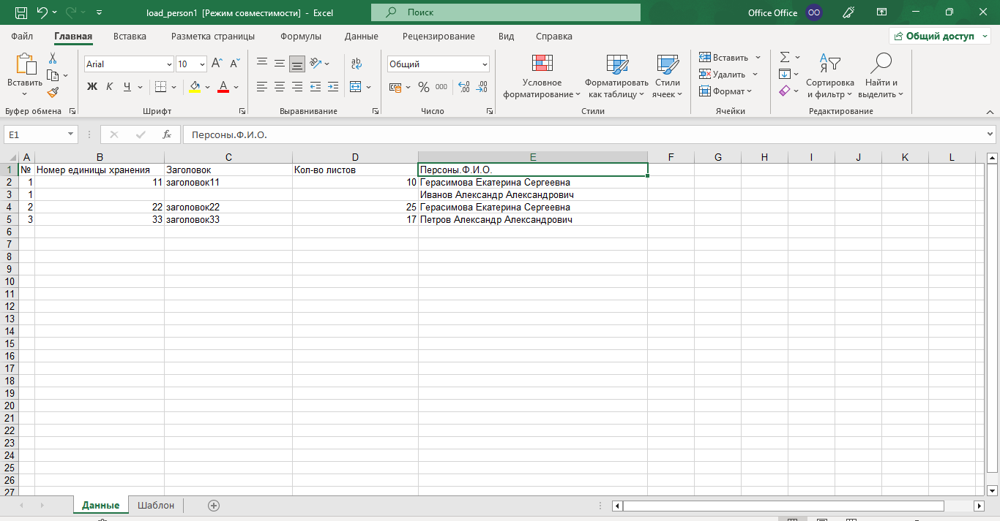 load_person1 [Режим совместимости] - Excel
Поиск
Office Office
OO
Файл Главная Вставка Разметка страницы Формулы Данные Рецензирование Вид Справка
Общий доступ
Вставить
Буфер обмена
Arial 10
Ж К Ч
Шрифт
Выравнивание
Общий
% 000
Число
Условное форматирование
Форматировать как таблицу
Стили ячеек
Стили
Вставить
Удалить
Формат
Ячейки
Сортировка и фильтр
Найти и выделить
Редактирование
E1 fx Персоны.Ф.И.О.
A B C D E F G H I J K L
1 № Номер единицы хранения Заголовок Кол-во листов Персоны.Ф.И.О.
2 1 11 заголовок11 10 Герасимова Екатерина Сергеевна
3 1 Иванов Александр Александрович
4 2 22 заголовок22 25 Герасимова Екатерина Сергеевна
5 3 33 заголовок33 17 Петров Александр Александрович
6
7
8
9
10
11
12
13
14
15
16
17
18
19
20
21
22
23
24
25
26
27
Данные Шаблон